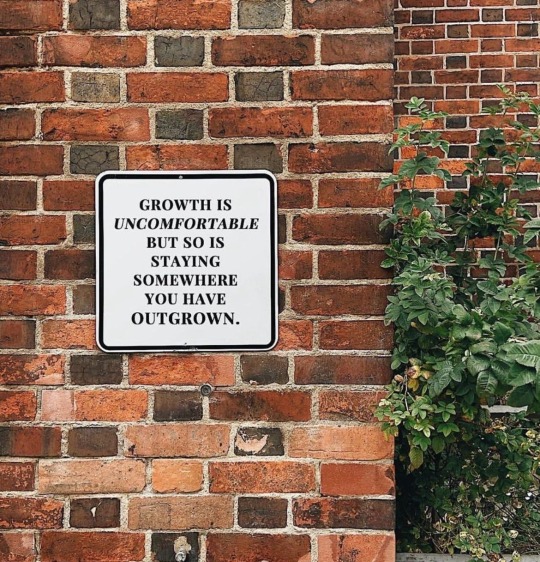 GROWTH IS
UNCOMFORTABLE
BUT SO IS
STAYING
SOMEWHERE
YOU HAVE
OUTGROWN.